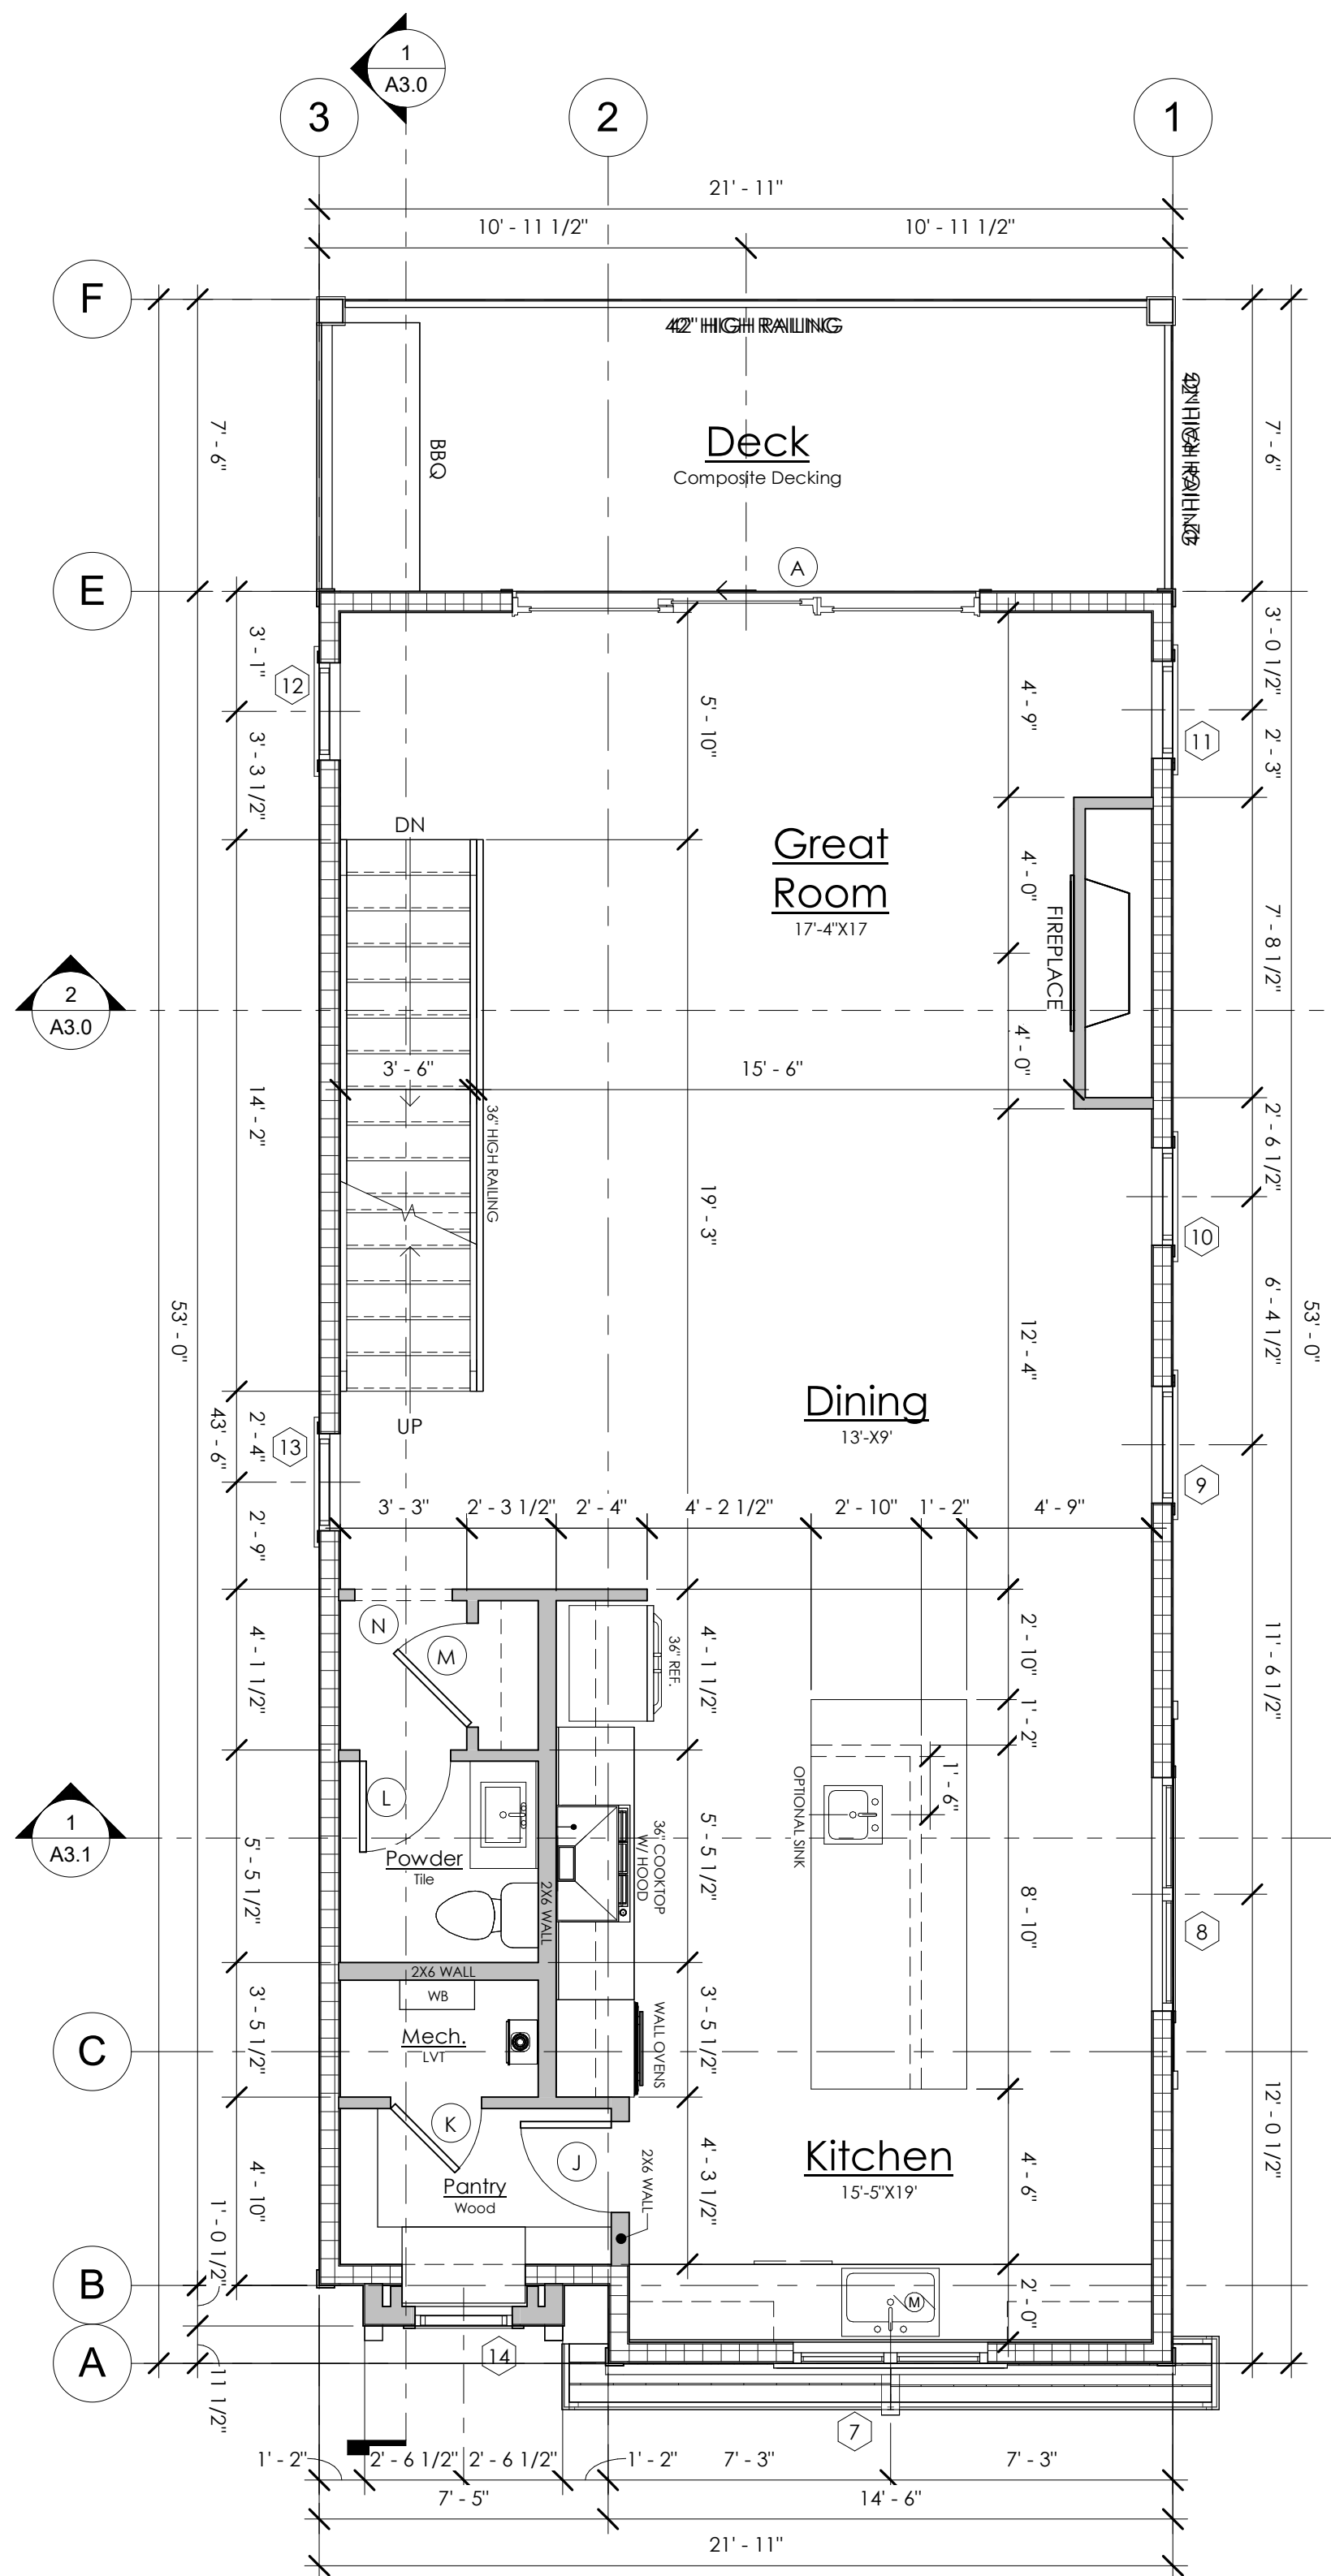 1
A3.0
3
2
1
21' - 11"
10' - 11 1/2"
10' - 11 1/2"
F
42" HIGH RAILING
42" HIGH RAILING
7' - 6"
BBQ
Deck
Composite Decking
7' - 6"
E
A
3' - 1"
12
3' - 3 1/2"
5' - 10"
4' - 9"
3' - 0 1/2"
11
2' - 3"
DN
Great
Room
17'-4"X17
4' - 0"
FIREPLACE
7' - 8 1/2"
2
A3.0
4' - 0"
3' - 6"
15' - 6"
14' - 2"
36" HIGH RAILING
19' - 3"
2' - 6 1/2"
10
53' - 0"
6' - 4 1/2"
53' - 0"
12' - 4"
Dining
13'-X9'
UP
43' - 6"
2' - 4"
13
9
2' - 9"
3' - 3"
2' - 3 1/2"
2' - 4"
4' - 2 1/2"
2' - 10"
1' - 2"
4' - 9"
N
M
4' - 1 1/2"
36" REF.
4' - 1 1/2"
2' - 10"
11' - 6 1/2"
1' - 2"
1' - 6"
L
OPTIONAL SINK
1
A3.1
5' - 5 1/2"
Powder
Tile
2X6 WALL
36" COOKTOP
W/ HOOD
5' - 5 1/2"
8' - 10"
8
2X6 WALL
WB
Mech.
LVT
C
3' - 5 1/2"
WALL OVENS
3' - 5 1/2"
12' - 0 1/2"
K
J
Pantry
Wood
2X6 WALL
4' - 10"
4' - 3 1/2"
Kitchen
15'-5"X19'
4' - 6"
1' - 0 1/2"
B
M
2' - 0"
A
14
11 1/2"
7
1' - 2"
2' - 6 1/2"
2' - 6 1/2"
1' - 2"
7' - 3"
7' - 3"
7' - 5"
14' - 6"
21' - 11"